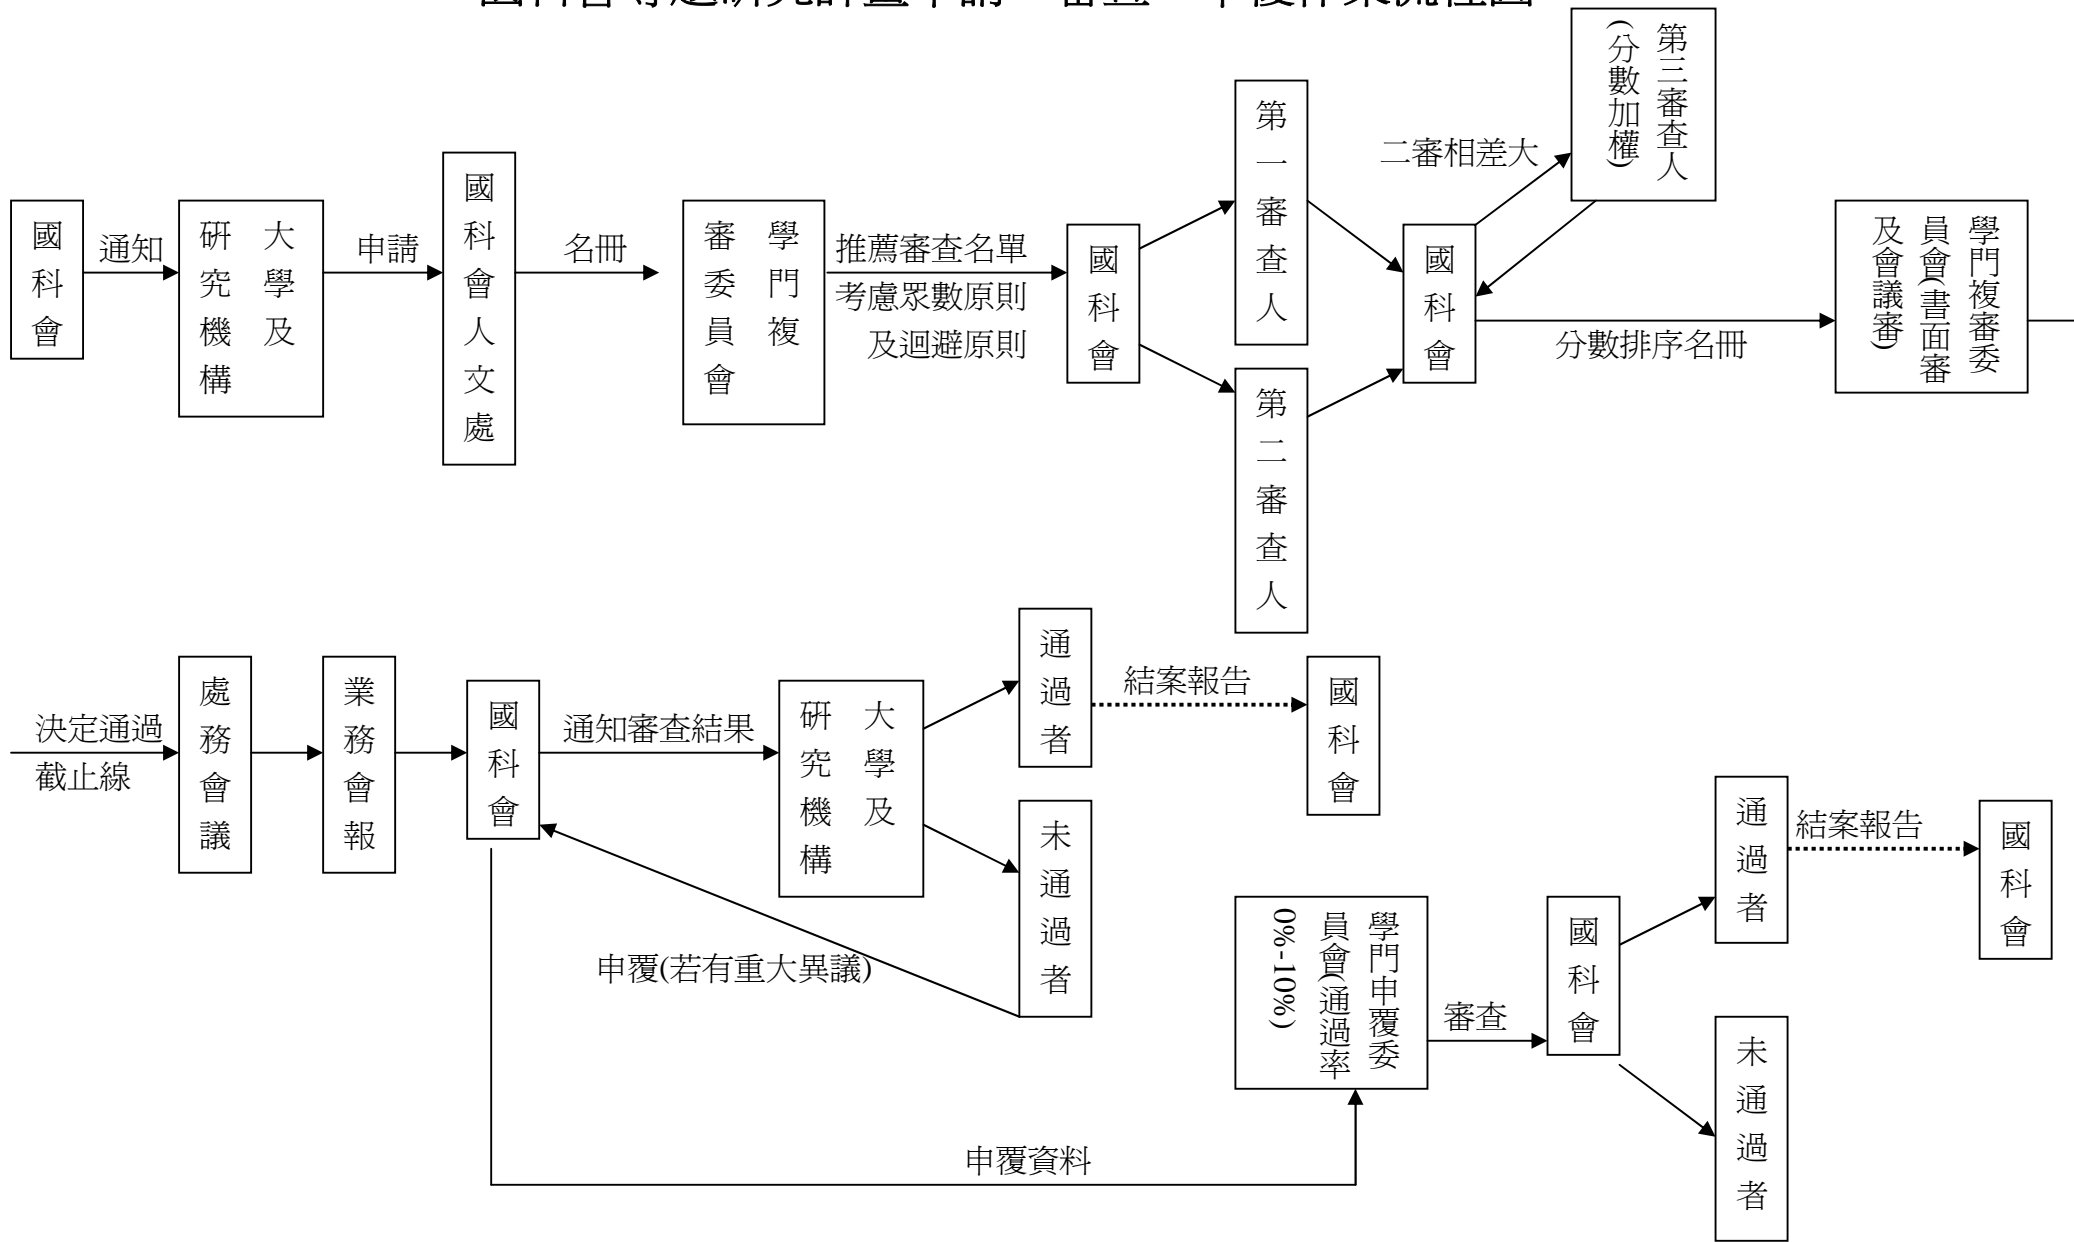 國科會
通知
大學及
研究機構
申請
國科會人文處
名冊
學門複
審委員會
推薦審查名單
考慮眾數原則
及迴避原則
國科會
第一審查人
第二審查人
國科會
二審相差大
第三審查人
(分數加權)
分數排序名冊
學門複審委
員會(書面審
及會議審)
決定通過
截止線
處務會議
業務會報
國科會
通知審查結果
大學及
研究機構
通過者
結案報告
國科會
未通過者
申覆(若有重大異議)
申覆資料
學門申覆委
員會(通過率
0%-10%)
審查
國科會
通過者
結案報告
國科會
未通過者